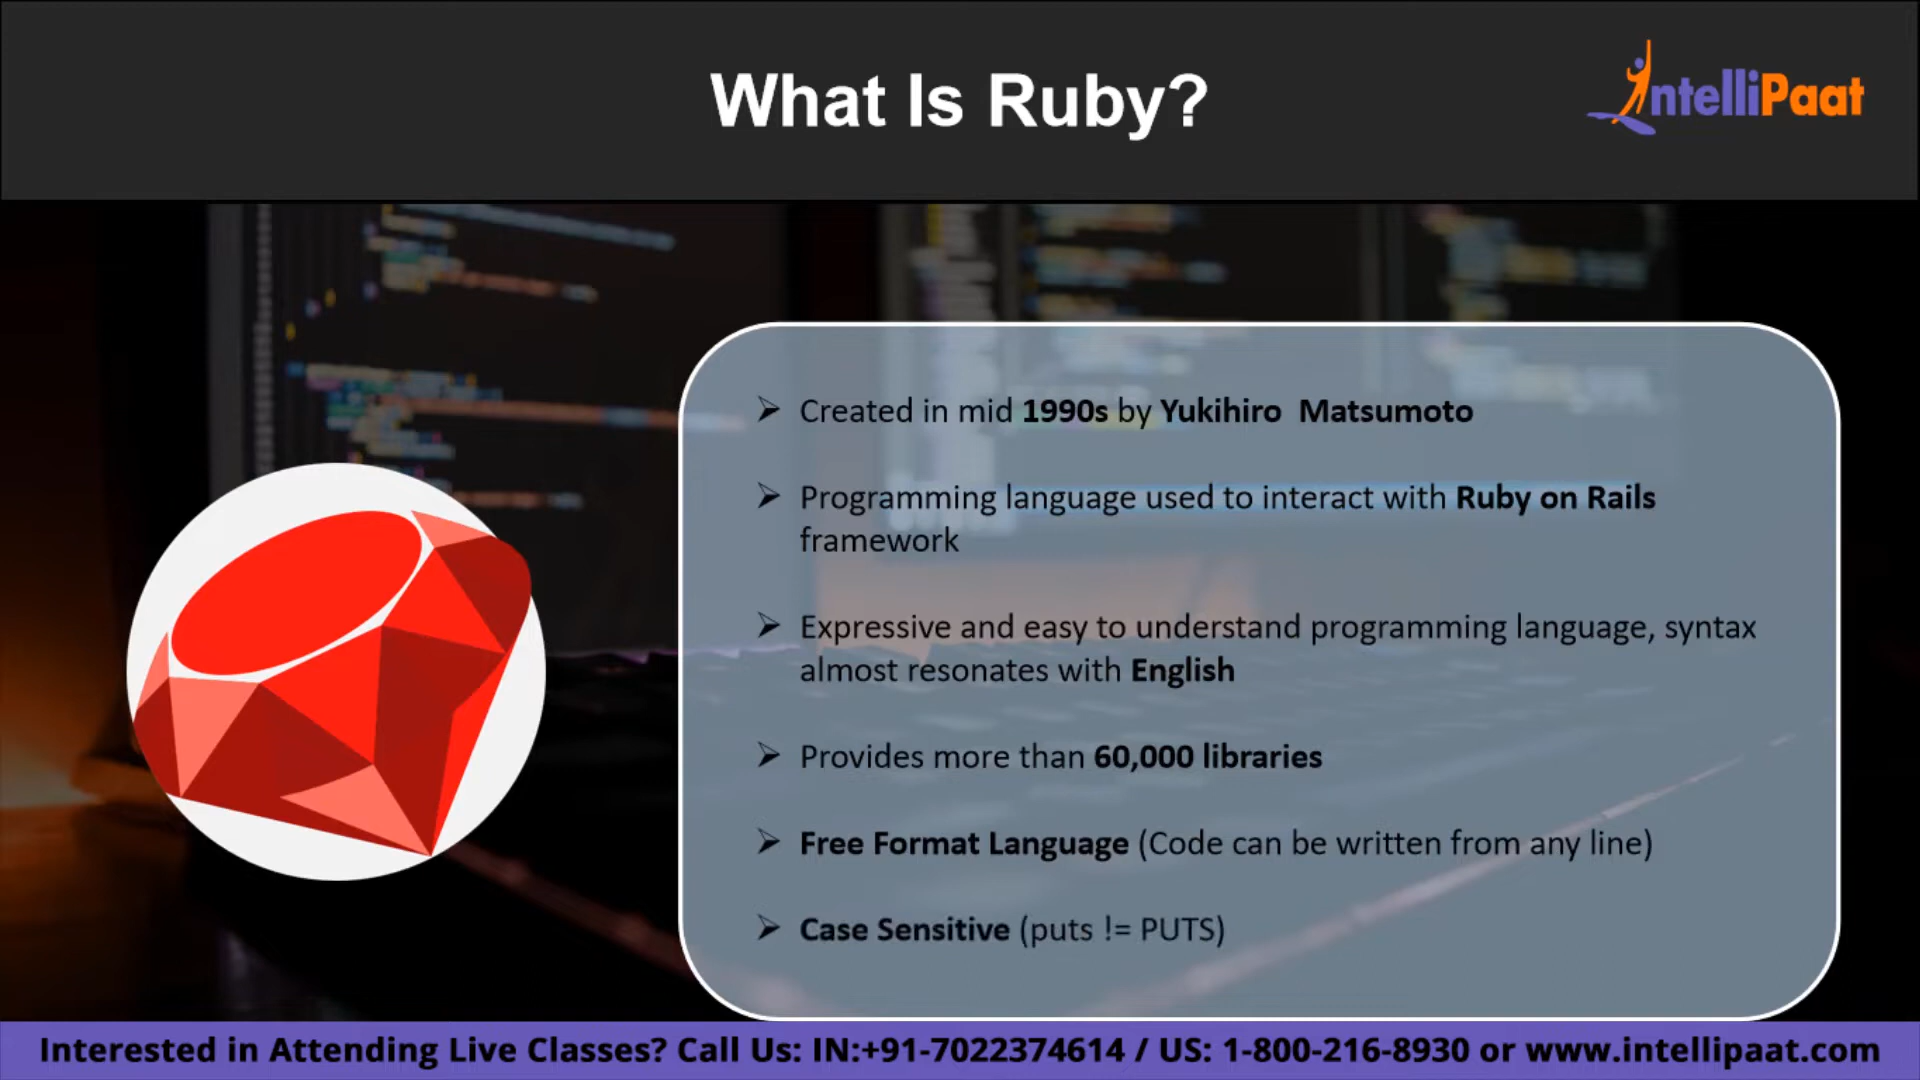 What Is Ruby?
IntelliPaat
➢ Created in mid 1990s by Yukihiro Matsumoto
➢ Programming language used to interact with Ruby on Rails
framework
➢ Expressive and easy to understand programming language, syntax
almost resonates with English
➢ Provides more than 60,000 libraries
➢ Free Format Language (Code can be written from any line)
➢ Case Sensitive (puts != PUTS)
Interested in Attending Live Classes? Call Us: IN:+91-7022374614 / US: 1-800-216-8930 or www.intellipaat.com